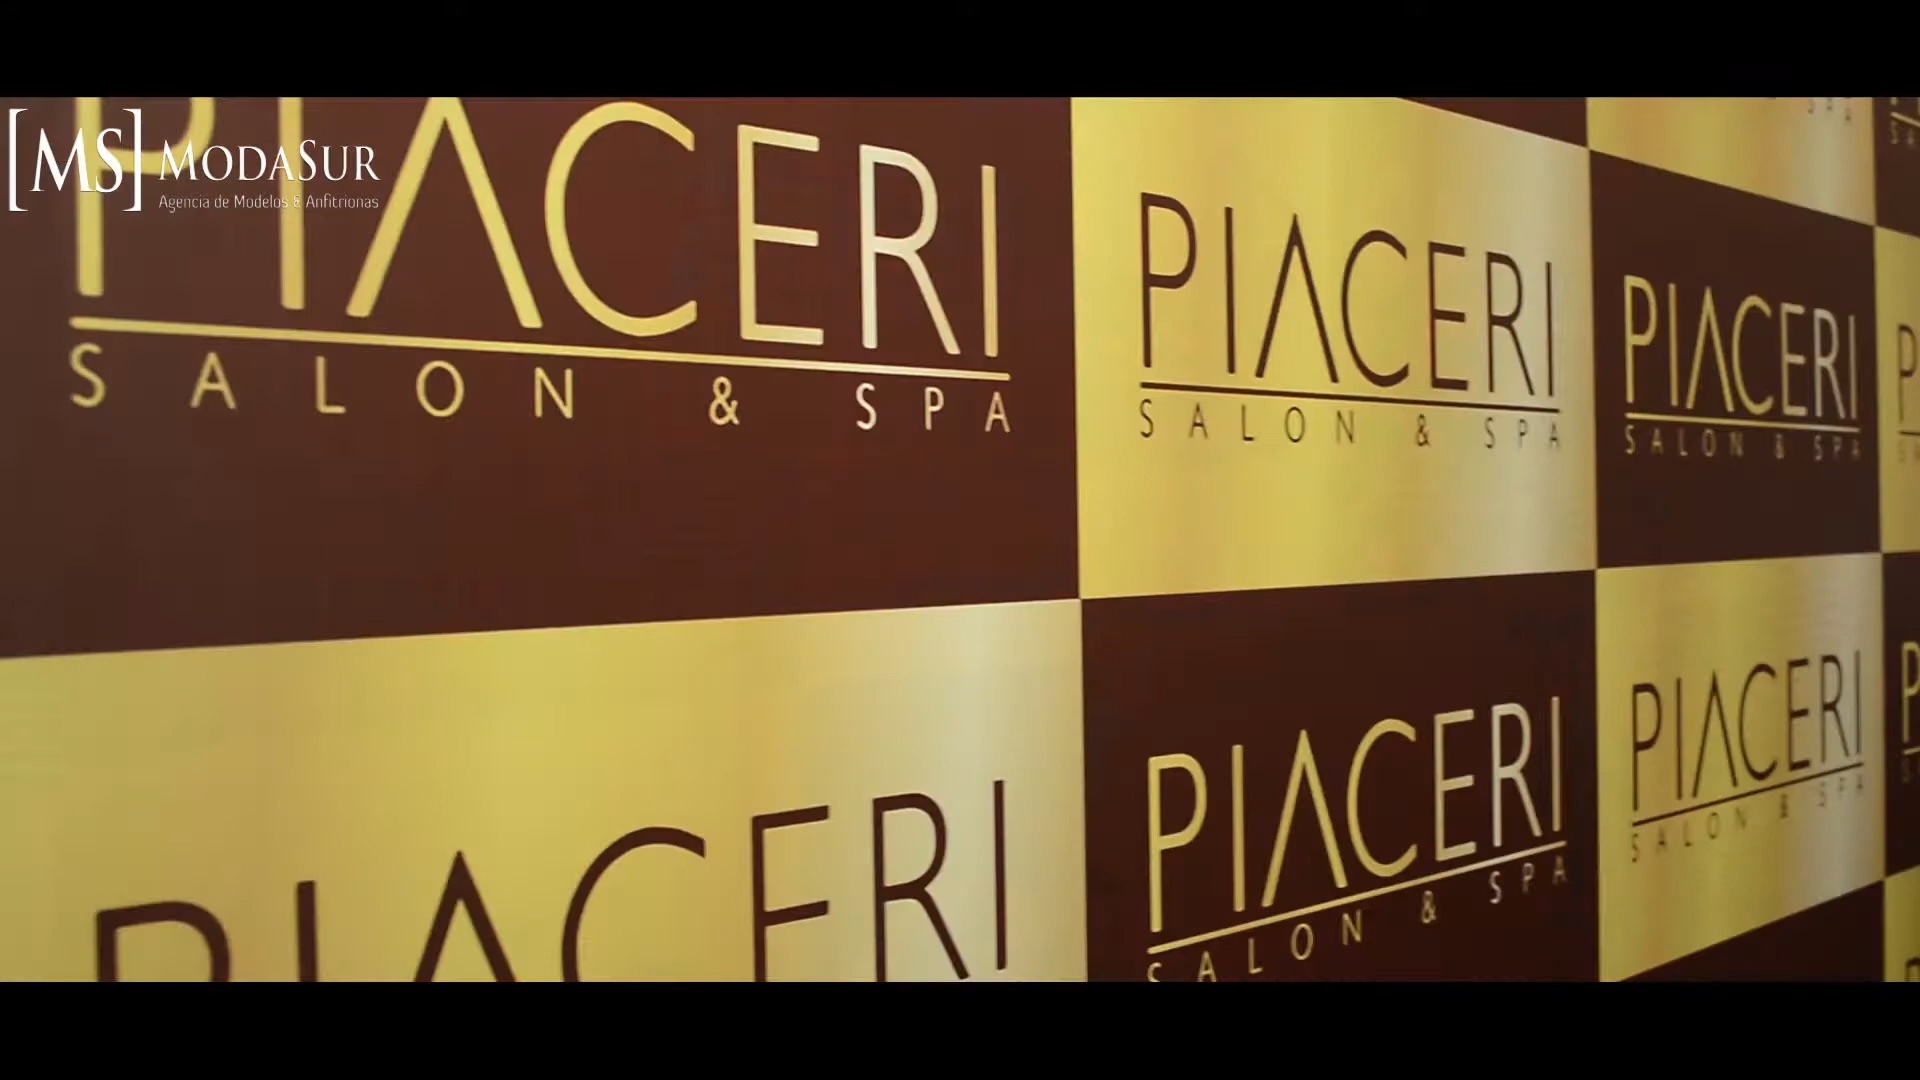 [MS] MODASUR
Agencia de Modelos & Anfitrionas
PIACERI
SALON & SPA
PIACERI
SALON & SPA
PIACERI
SALON & SPA
PIACERI
PIACERI
SALON & SPA
PIACERI
SALON & SPA